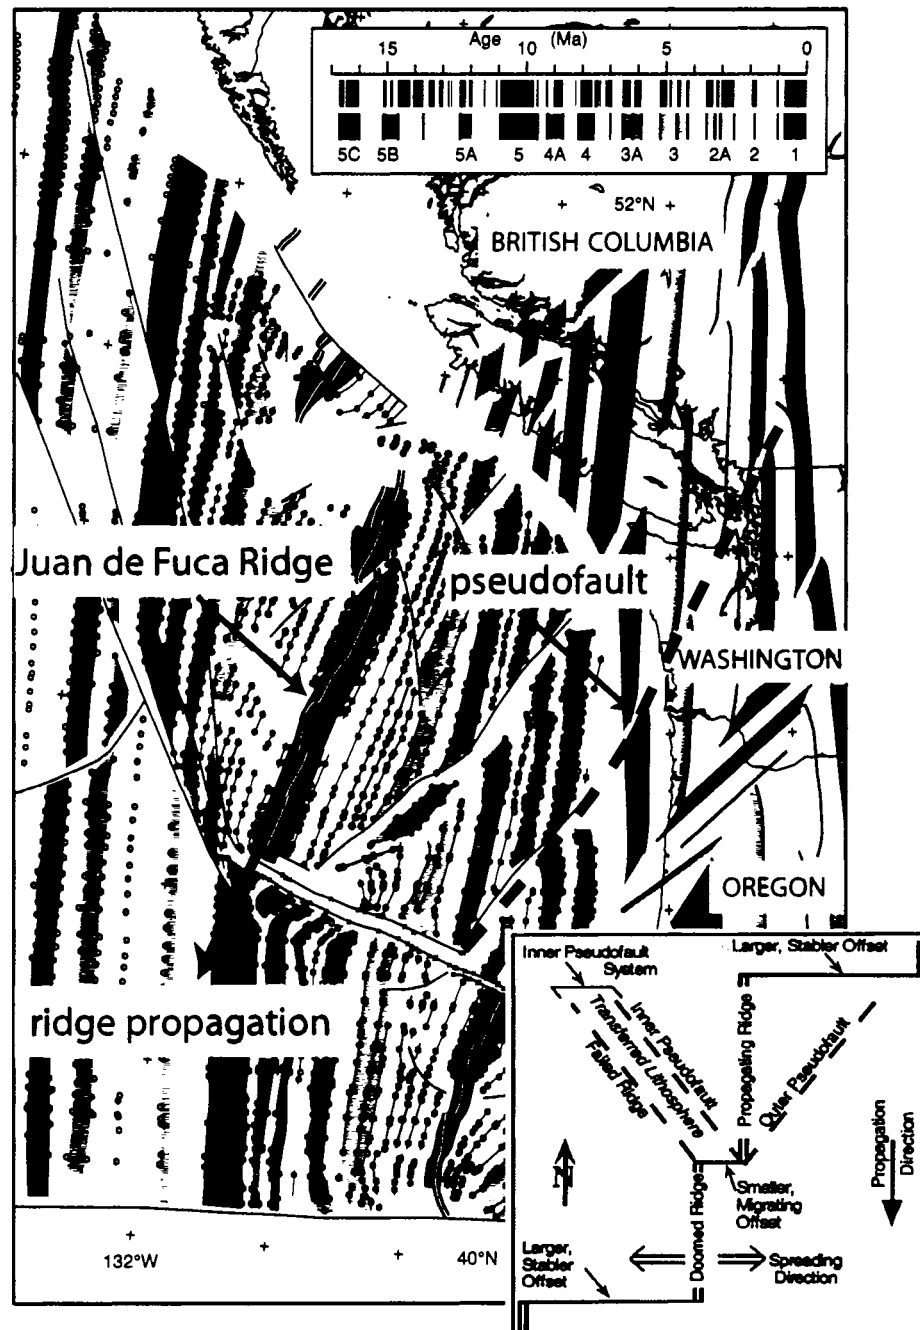 Age (Ma)
15 10 5 0
5C 5B 5A 5 4A 4 3A 3 2A 2 1
52°N
BRITISH COLUMBIA
Juan de Fuca Ridge
pseudofault
WASHINGTON
OREGON
ridge propagation
132°W
40°N
Inner Pseudofault
System
Larger, Stabler Offset
Inner Pseudofault
Transferred Lithosphere
Failed Ridge
Propagating Ridge
Outer Pseudofault
Propagation
Direction
N
Smaller,
Migrating
Offset
Doomed Ridge
Larger,
Stabler
Offset
Spreading
Direction